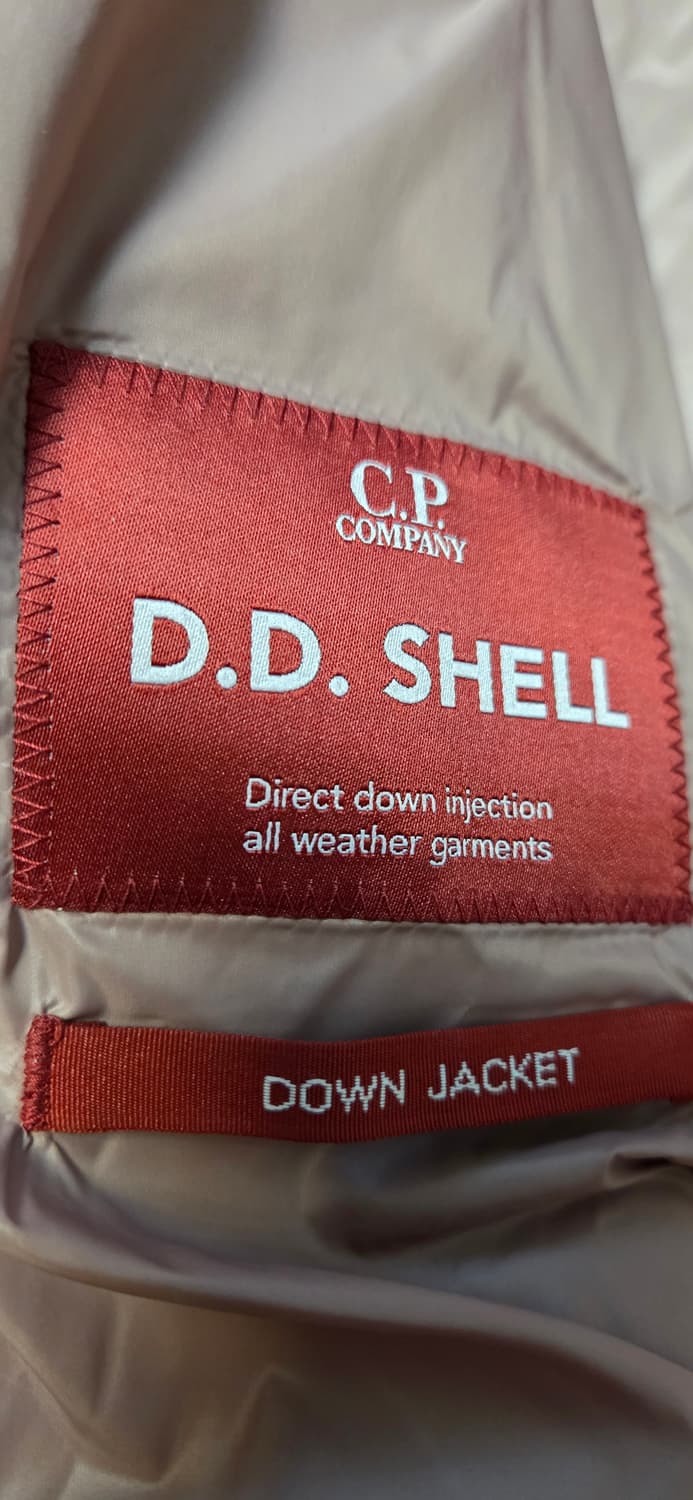 C.P.
COMPANY
D.D. SHELL
Direct down injection
all weather garments
DOWN JACKET